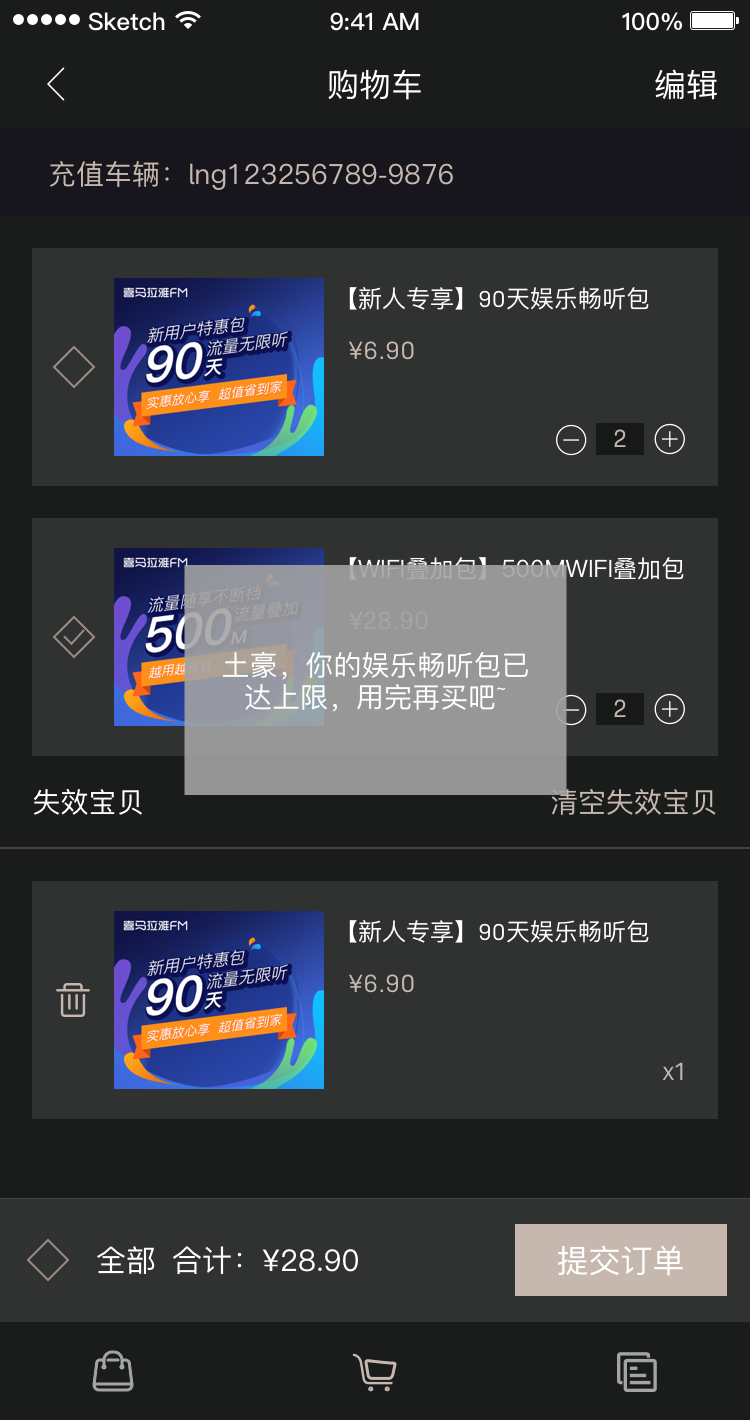 Sketch 9:41 AM 100%
购物车 编辑
充值车辆：lng123256789-9876
喜马拉雅FM
新用户特惠包
90天 流量无限听
实惠放心享 超值省到家
【新人专享】90天娱乐畅听包
¥6.90
2
喜马拉雅FM
流量随享不断档
500M 流量叠加
越用越省钱
【WIFI叠加包】500MWIFI叠加包
¥28.90
2
土豪，你的娱乐畅听包已
达上限，用完再买吧~
失效宝贝 清空失效宝贝
喜马拉雅FM
新用户特惠包
90天 流量无限听
实惠放心享 超值省到家
【新人专享】90天娱乐畅听包
¥6.90
x1
全部 合计：¥28.90 提交订单